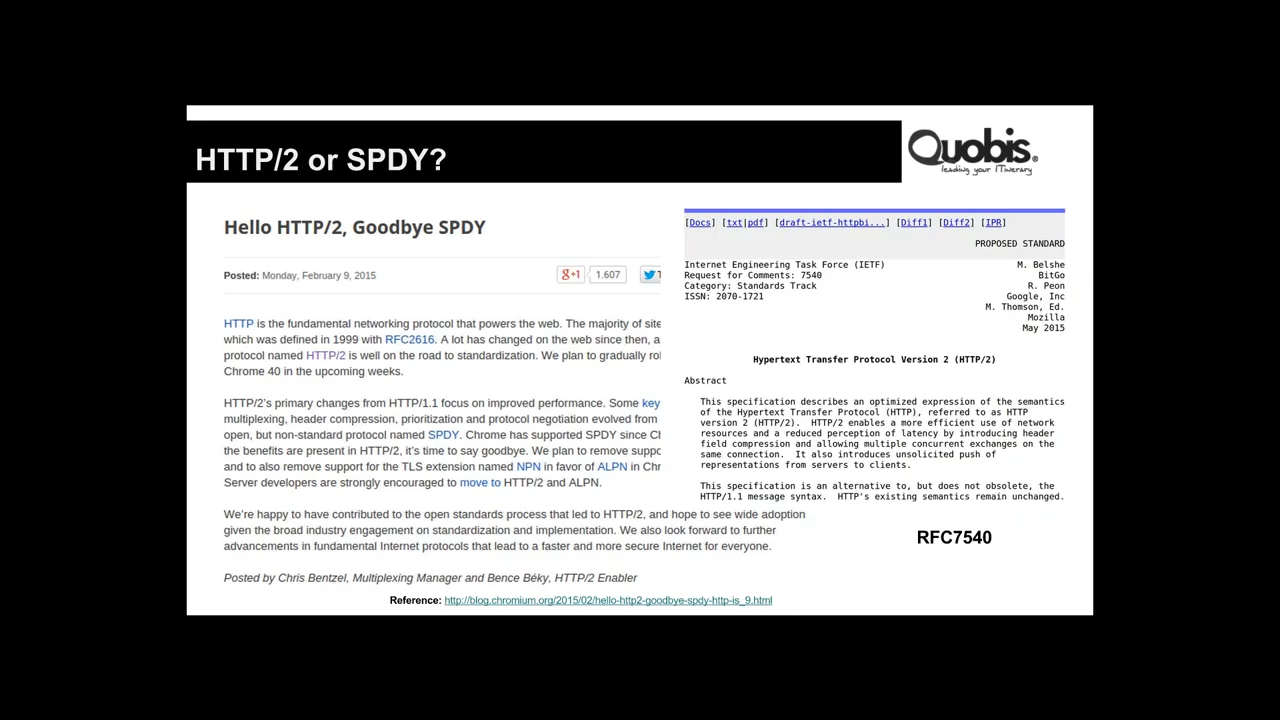 HTTP/2 or SPDY?
Quobis.
leading your ITinerary
Hello HTTP/2, Goodbye SPDY
Posted: Monday, February 9, 2015
g+1 1.607
HTTP is the fundamental networking protocol that powers the web. The majority of site
which was defined in 1999 with RFC2616. A lot has changed on the web since then, a
protocol named HTTP/2 is well on the road to standardization. We plan to gradually rol
Chrome 40 in the upcoming weeks.
HTTP/2's primary changes from HTTP/1.1 focus on improved performance. Some key
multiplexing, header compression, prioritization and protocol negotiation evolved from
open, but non-standard protocol named SPDY. Chrome has supported SPDY since Ch
the benefits are present in HTTP/2, it's time to say goodbye. We plan to remove suppo
and to also remove support for the TLS extension named NPN in favor of ALPN in Chr
Server developers are strongly encouraged to move to HTTP/2 and ALPN.
We're happy to have contributed to the open standards process that led to HTTP/2, and hope to see wide adoption
given the broad industry engagement on standardization and implementation. We also look forward to further
advancements in fundamental Internet protocols that lead to a faster and more secure Internet for everyone.
Posted by Chris Bentzel, Multiplexing Manager and Bence Béky, HTTP/2 Enabler
[Docs] [txt|pdf] [draft-ietf-httpbi...] [Diff1] [Diff2] [IPR]
PROPOSED STANDARD
Internet Engineering Task Force (IETF) M. Belshe
Request for Comments: 7540 BitGo
Category: Standards Track R. Peon
ISSN: 2070-1721 Google, Inc
M. Thomson, Ed.
Mozilla
May 2015
Hypertext Transfer Protocol Version 2 (HTTP/2)
Abstract
This specification describes an optimized expression of the semantics
of the Hypertext Transfer Protocol (HTTP), referred to as HTTP
version 2 (HTTP/2). HTTP/2 enables a more efficient use of network
resources and a reduced perception of latency by introducing header
field compression and allowing multiple concurrent exchanges on the
same connection. It also introduces unsolicited push of
representations from servers to clients.
This specification is an alternative to, but does not obsolete, the
HTTP/1.1 message syntax. HTTP's existing semantics remain unchanged.
RFC7540
Reference: http://blog.chromium.org/2015/02/hello-http2-goodbye-spdy-http-is_9.html